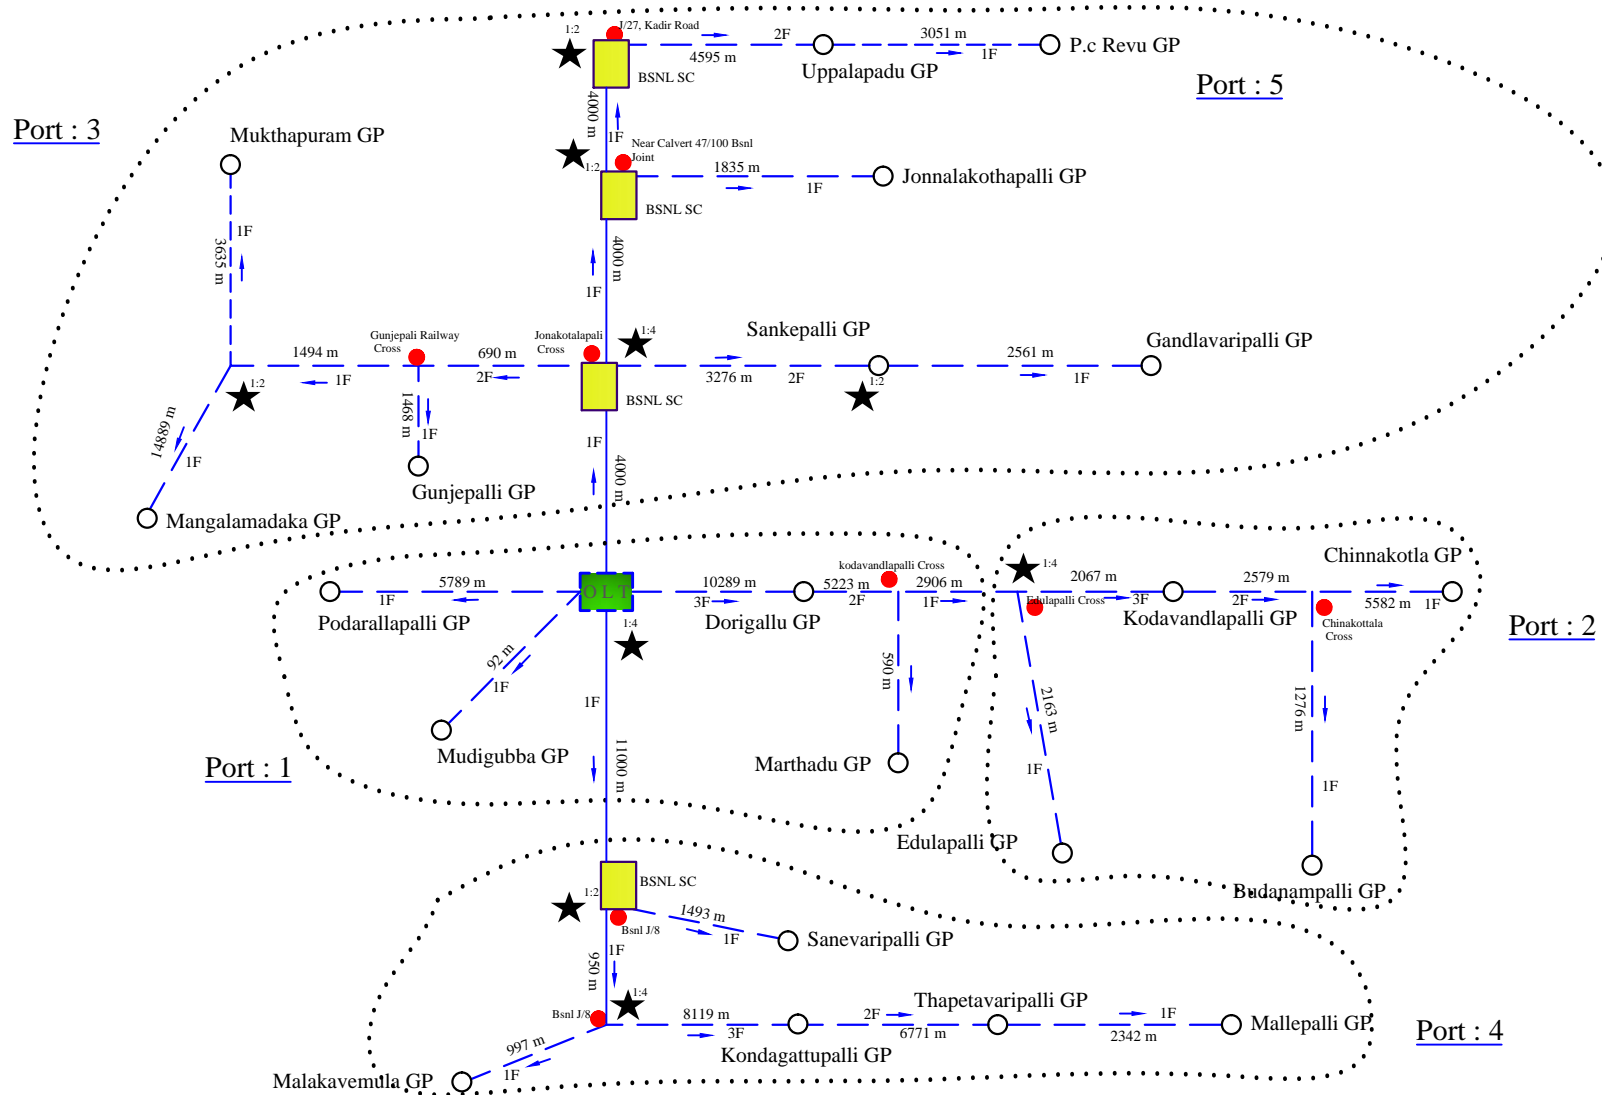 J/27, Kadir Road
1:2
2F
3051 m
P.c Revu GP
4595 m
1F
Uppalapadu GP
BSNL SC
Port : 5
4000 m
1F
Port : 3
Mukthapuram GP
Near Calvert 47/100 Bsnl
Joint
1:2
1835 m
1F
Jonnalakothapalli GP
BSNL SC
1F
3635 m
4000 m
1F
Gunjepali Railway
Cross
Jonakotalapali
Cross
1:4
Sankepalli GP
Gandlavaripalli GP
1494 m
690 m
2561 m
1F
2F
3276 m
2F
1F
1:2
1:2
BSNL SC
1468 m
1F
14889 m
1F
1F
4000 m
Gunjepalli GP
Mangalamadaka GP
Chinnakotla GP
kodavandlapalli Cross
1:4
5789 m
10289 m
5223 m
2906 m
2067 m
2579 m
OLT
1F
3F
2F
1F
Edulapalli Cross
3F
2F
5582 m
1F
Podarallapalli GP
Dorigallu GP
Kodavandlapalli GP
Chinakottala
Cross
Port : 2
1:4
92 m
1F
590 m
1F
2163 m
1276 m
Mudigubba GP
11000 m
Marthadu GP
1F
1F
Port : 1
Edulapalli GP
Budanampalli GP
1:2
BSNL SC
1493 m
Bsnl J/8
1F
Sanevaripalli GP
1F
950 m
1:4
Thapetavaripalli GP
Bsnl J/8
8119 m
2F
1F
Mallepalli GP
3F
6771 m
2342 m
Port : 4
997 m
1F
Kondagattupalli GP
Malakavemula GP